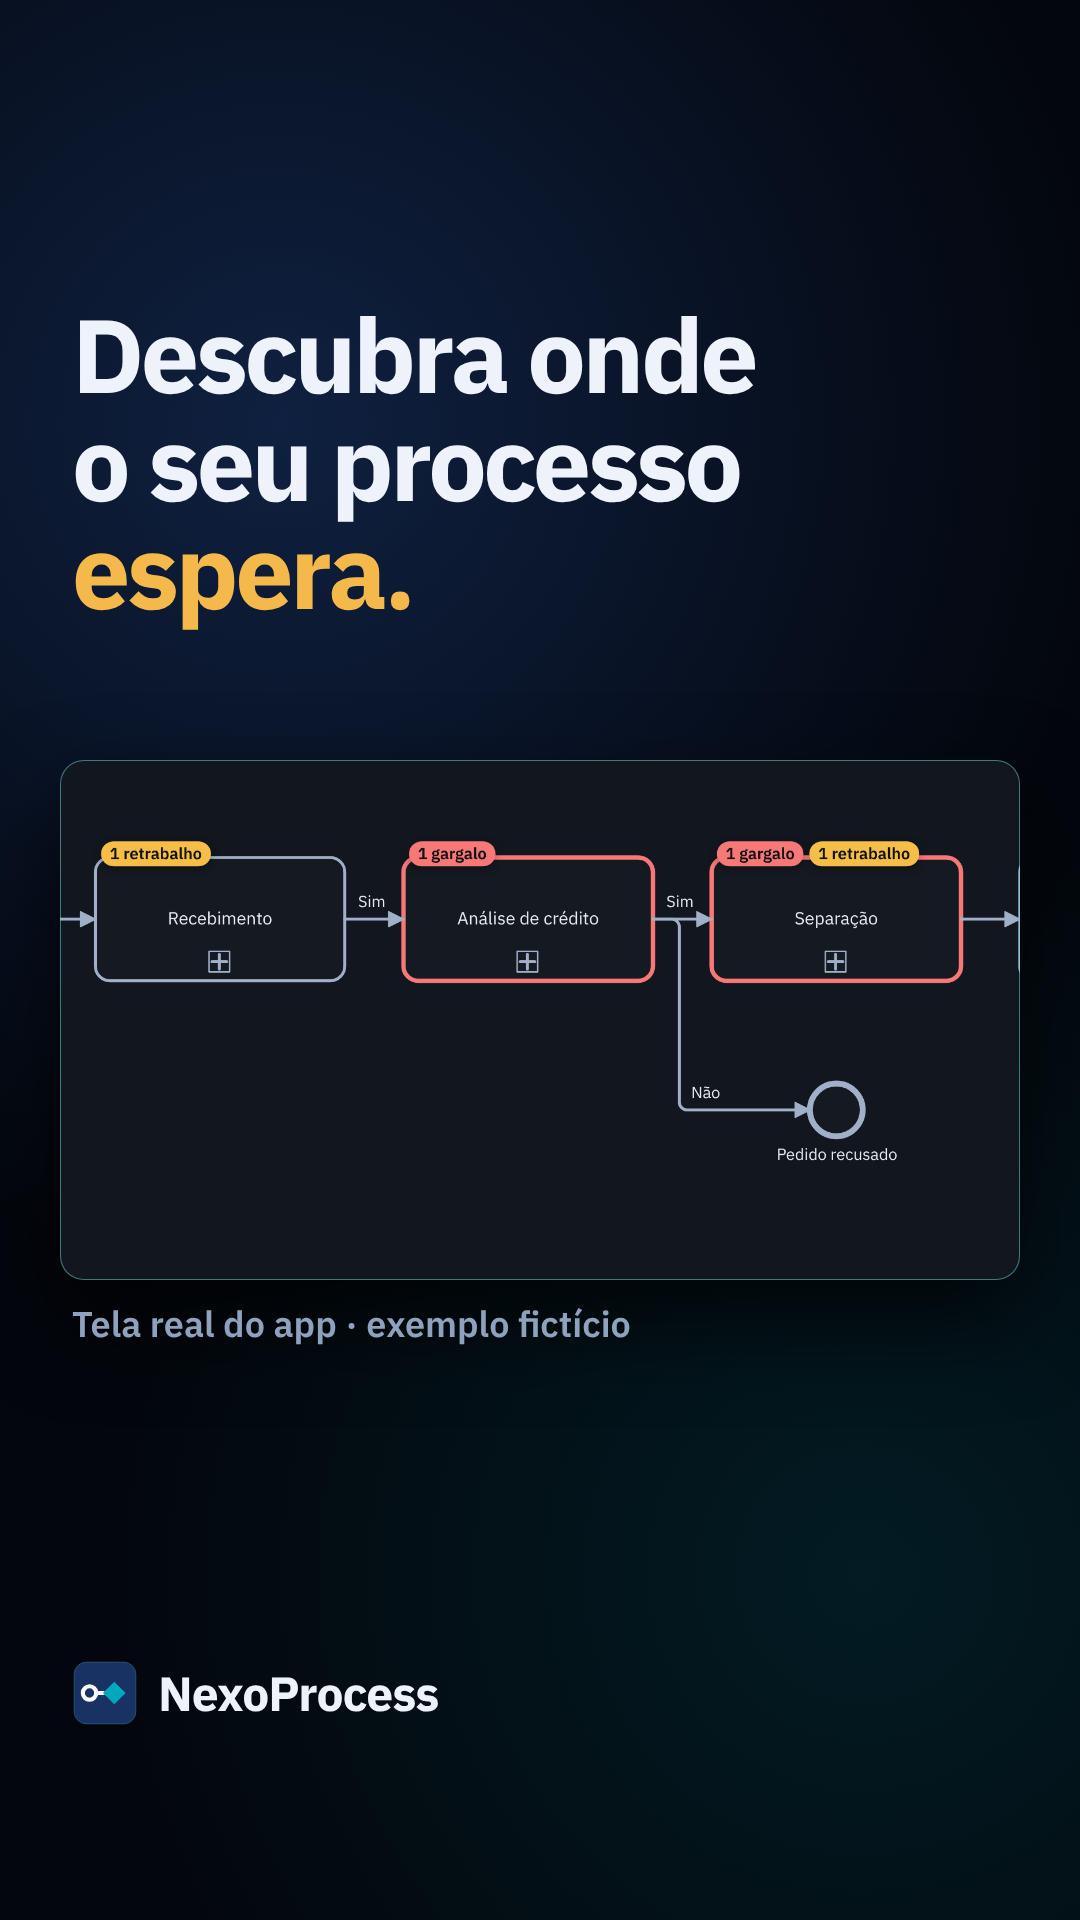 Descubra onde
o seu processo
espera.
1 retrabalho
1 gargalo
1 gargalo
1 retrabalho
Recebimento
Sim
Análise de crédito
Sim
Separação
Não
Pedido recusado
Tela real do app · exemplo fictício
NexoProcess